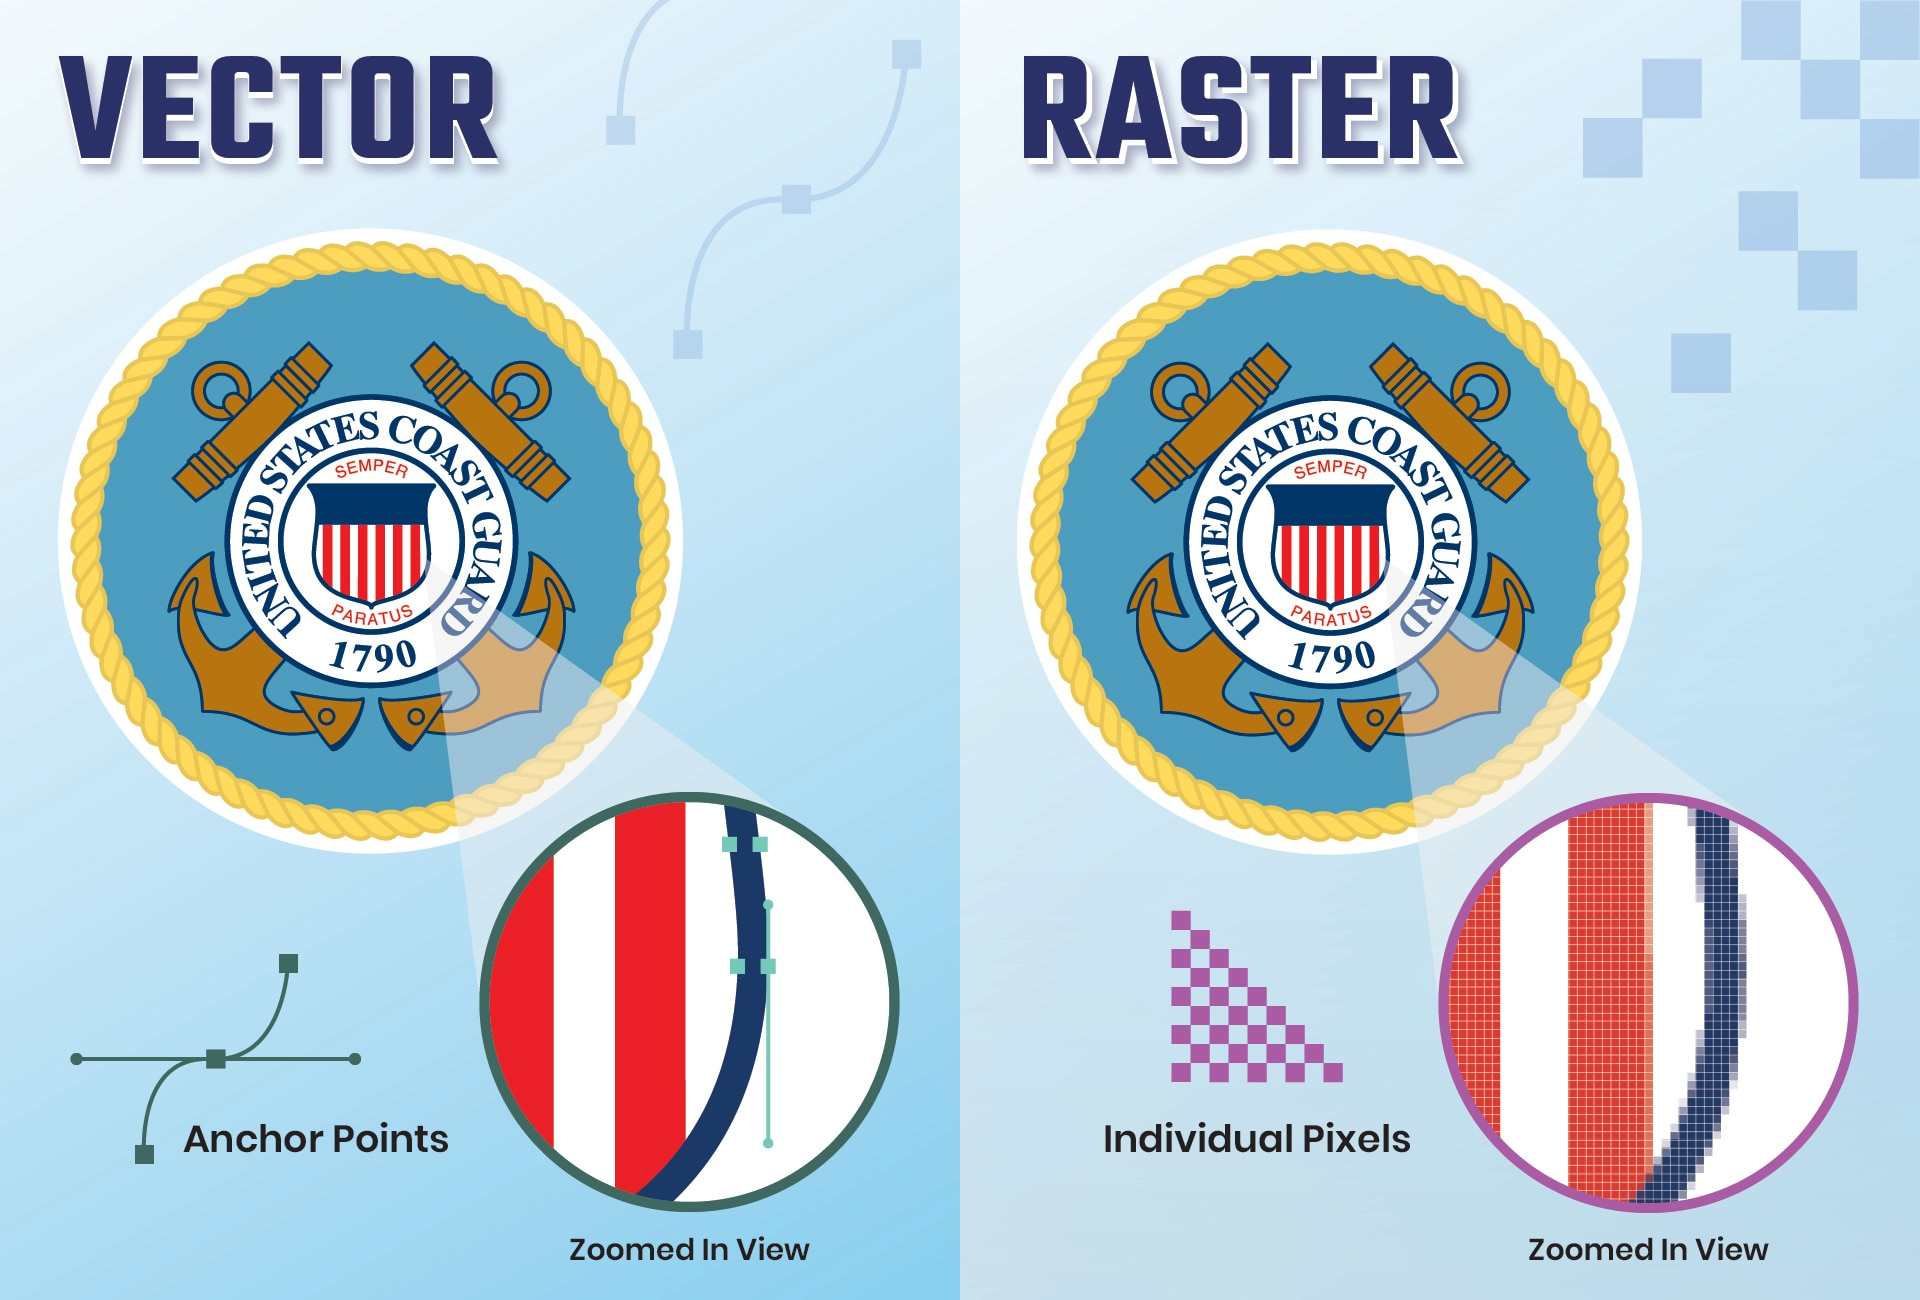 VECTOR
UNITED STATES COAST GUARD
SEMPER
PARATUS
1790
Anchor Points
Zoomed In View
RASTER
UNITED STATES COAST GUARD
SEMPER
PARATUS
1790
Individual Pixels
Zoomed In View